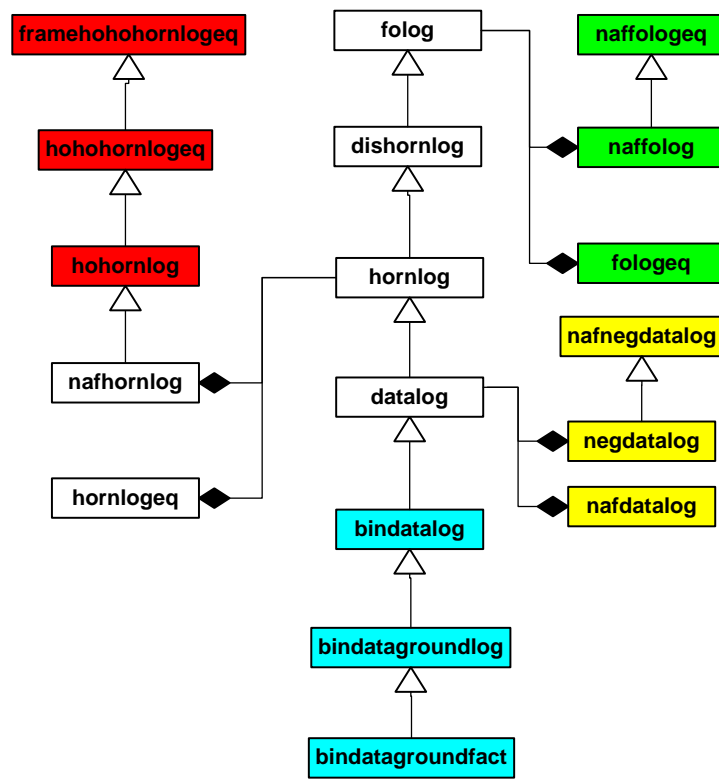 framehohohornlogeq
folog
naffologeq
hohohornlogeq
dishornlog
naffolog
hohornlog
hornlog
fologeq
nafnegdatalog
nafhornlog
datalog
negdatalog
hornlogeq
nafdatalog
bindatalog
bindatagroundlog
bindatagroundfact